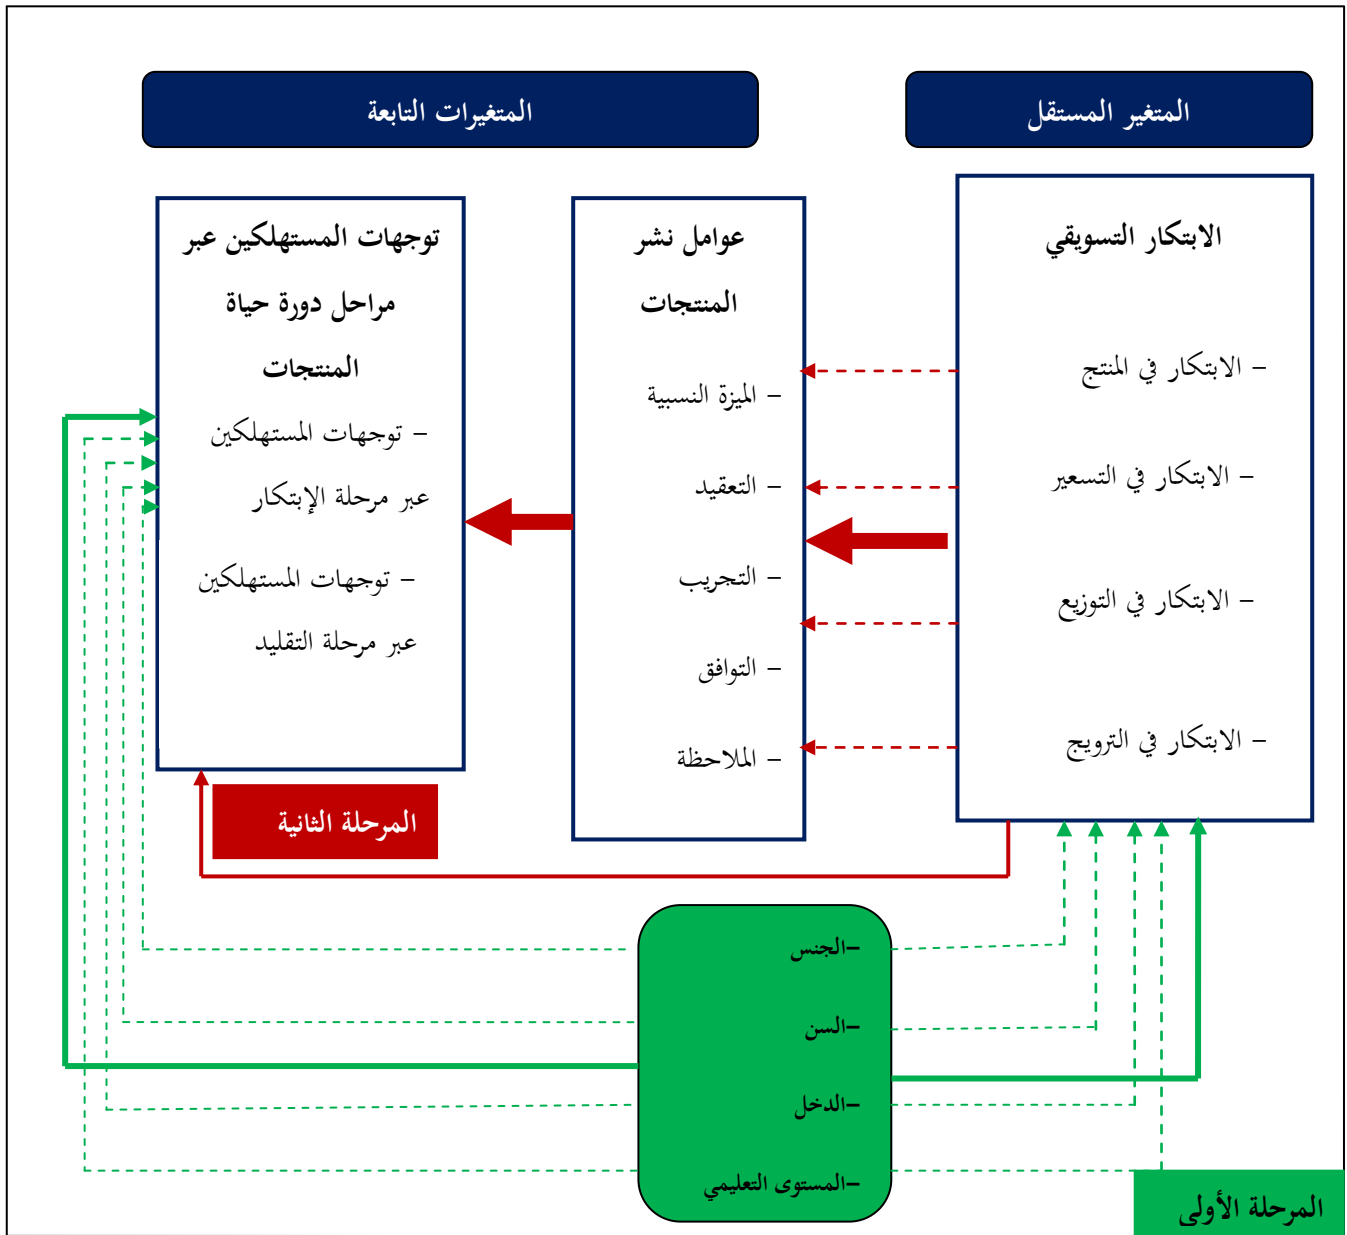 المتغير المستقل
المتغيرات التابعة
الابتكار التسويقي
– الابتكار في المنتج
– الابتكار في التسعير
– الابتكار في التوزيع
– الابتكار في الترويج
عوامل نشر
المنتجات
– الميزة النسبية
– التعقيد
– التجريب
– التوافق
– الملاحظة
توجهات المستهلكين عبر
مراحل دورة حياة
المنتجات
– توجهات المستهلكين
عبر مرحلة الإبتكار
– توجهات المستهلكين
عبر مرحلة التقليد
المرحلة الثانية
–الجنس
–السن
–الدخل
–المستوى التعليمي
المرحلة الأولى